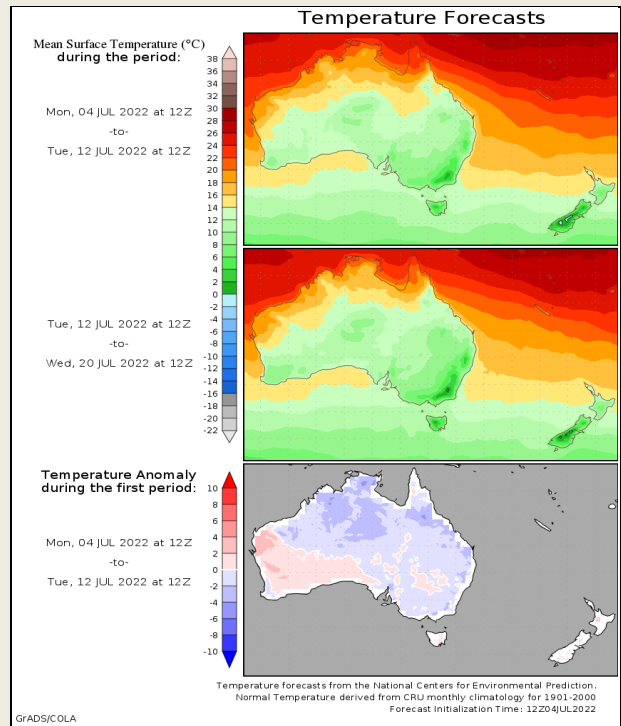 Temperature Forecasts
Mean Surface Temperature (°C)
during the period:
38
36
34
32
30
28
26
24
22
20
18
16
14
12
10
8
6
4
2
0
-2
-4
-6
-8
-10
-12
-14
-16
-18
-20
-22
Mon, 04 JUL 2022 at 12Z
-to-
Tue, 12 JUL 2022 at 12Z
Tue, 12 JUL 2022 at 12Z
-to-
Wed, 20 JUL 2022 at 12Z
Temperature Anomaly
during the first period:
10
8
6
4
2
0
-2
-4
-6
-8
-10
Mon, 04 JUL 2022 at 12Z
-to-
Tue, 12 JUL 2022 at 12Z
Temperature forecasts from the National Centers for Environmental Prediction.
Normal Temperature derived from CRU monthly climatology for 1901-2000
Forecast Initialization Time: 12Z04JUL2022
GrADS/COLA